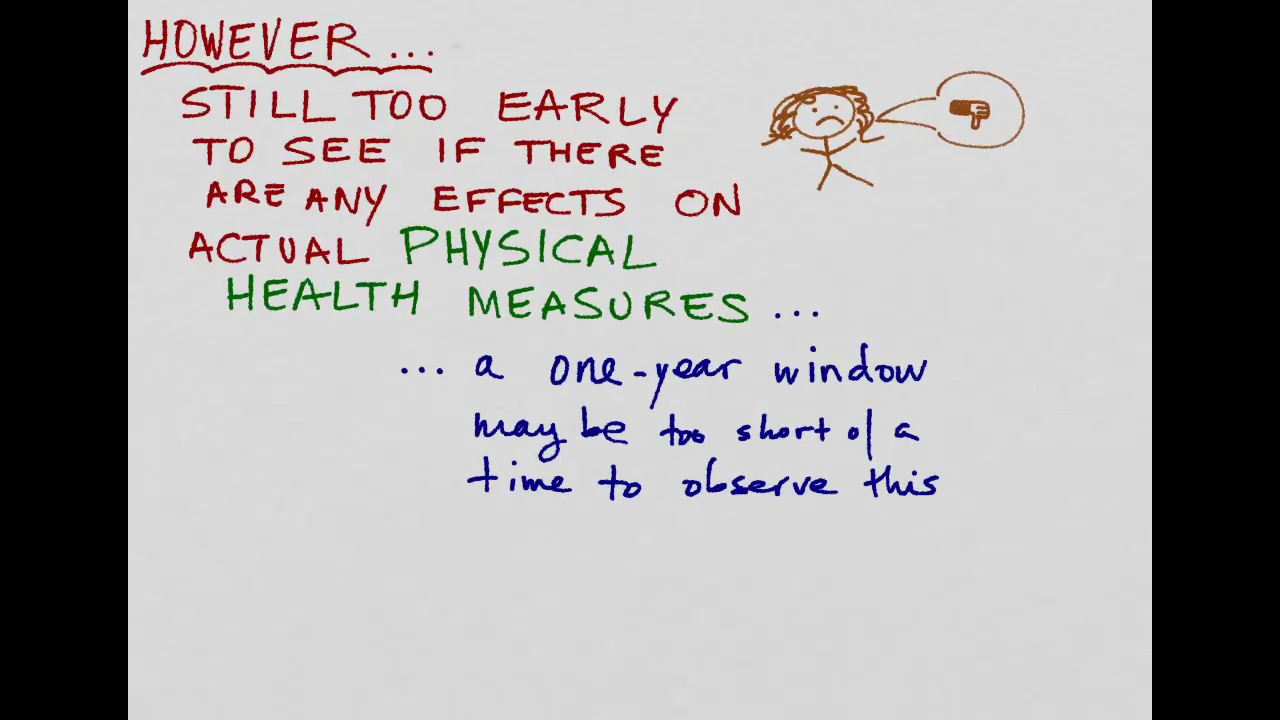 HOWEVER...
STILL TOO EARLY
TO SEE IF THERE
ARE ANY EFFECTS ON
ACTUAL PHYSICAL
HEALTH MEASURES ...
... a one-year window
may be too short of a
time to observe this